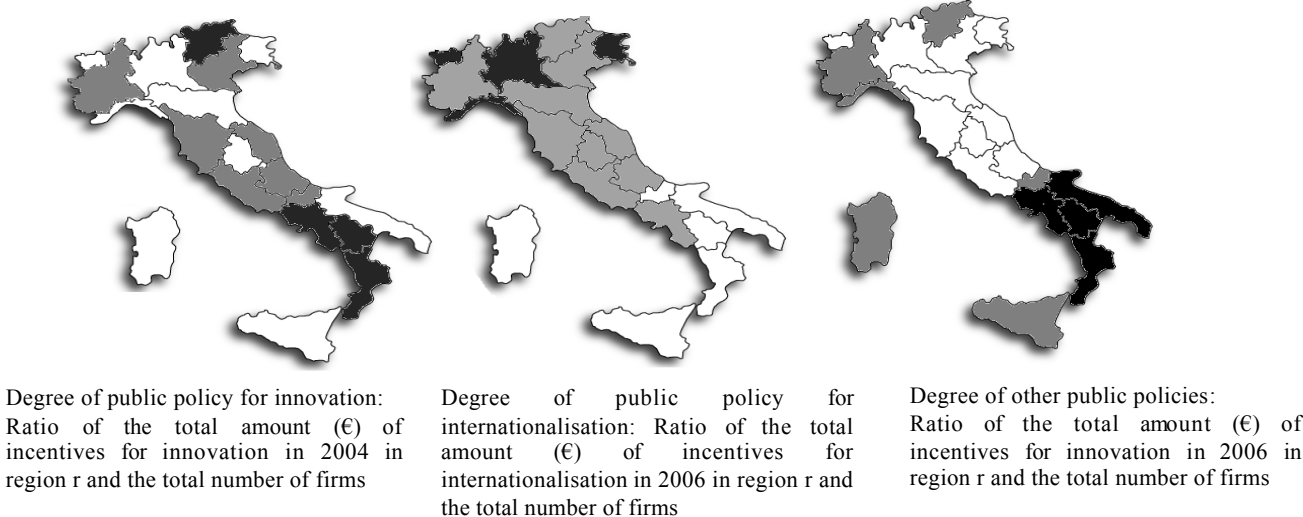 Degree of public policy for innovation:
Ratio of the total amount (€) of
incentives for innovation in 2004 in
region r and the total number of firms
Degree of public policy for
internationalisation: Ratio of the total
amount (€) of incentives for
internationalisation in 2006 in region r and
the total number of firms
Degree of other public policies:
Ratio of the total amount (€) of
incentives for innovation in 2006 in
region r and the total number of firms